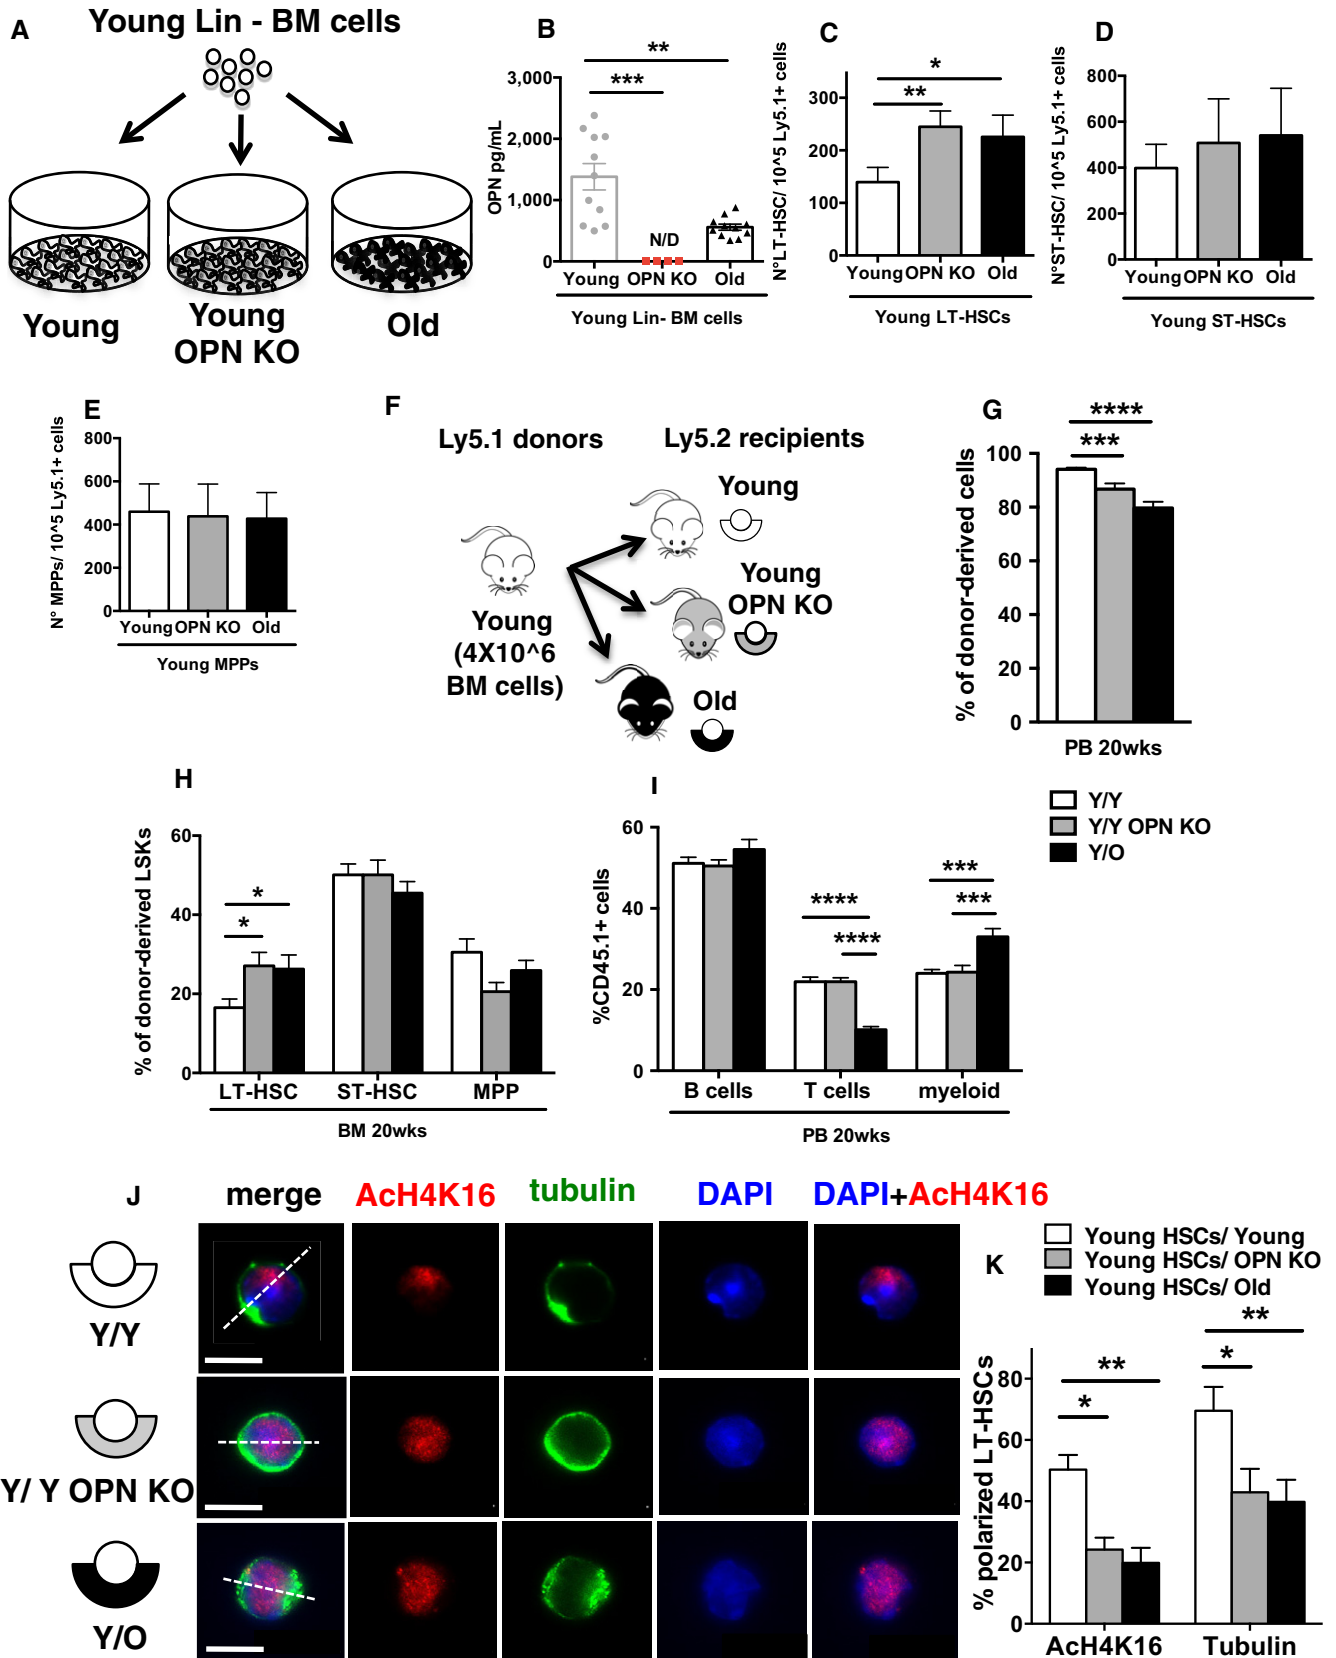 A
Young Lin - BM cells
Young
Young
OPN KO
Old
B
OPN pg/mL
3,000
2,000
1,000
0
**
***
N/D
Young OPN KO Old
Young Lin- BM cells
C
N°LT-HSC/ 10^5 Ly5.1+ cells
300
200
100
0
*
**
Young OPN KO Old
Young LT-HSCs
D
N°ST-HSC/ 10^5 Ly5.1+ cells
800
600
400
200
0
Young OPN KO Old
Young ST-HSCs
E
N° MPPs/ 10^5 Ly5.1+ cells
800
600
400
200
0
Young OPN KO Old
Young MPPs
F
Ly5.1 donors
Ly5.2 recipients
Young
(4X10^6
BM cells)
Young
Young
OPN KO
Old
G
% of donor-derived cells
100
80
60
40
20
0
****
***
PB 20wks
Y/Y
Y/Y OPN KO
Y/O
H
% of donor-derived LSKs
60
40
20
0
*
*
LT-HSC ST-HSC MPP
BM 20wks
I
%CD45.1+ cells
60
40
20
0
****
****
***
***
B cells T cells myeloid
PB 20wks
J
merge AcH4K16 tubulin DAPI DAPI+AcH4K16
Y/Y
Y/ Y OPN KO
Y/O
K
Young HSCs/ Young
Young HSCs/ OPN KO
Young HSCs/ Old
% polarized LT-HSCs
80
60
40
20
0
**
*
**
*
AcH4K16 Tubulin